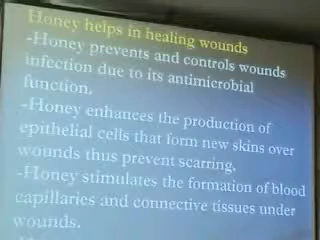 Honey helps in healing wounds
-Honey prevents and controls wounds
infection due to its antimicrobial
function.
-Honey enhances the production of
epithelial cells that form new skins over
wounds thus prevent scarring.
-Honey stimulates the formation of blood
capillaries and connective tissues under
wounds.